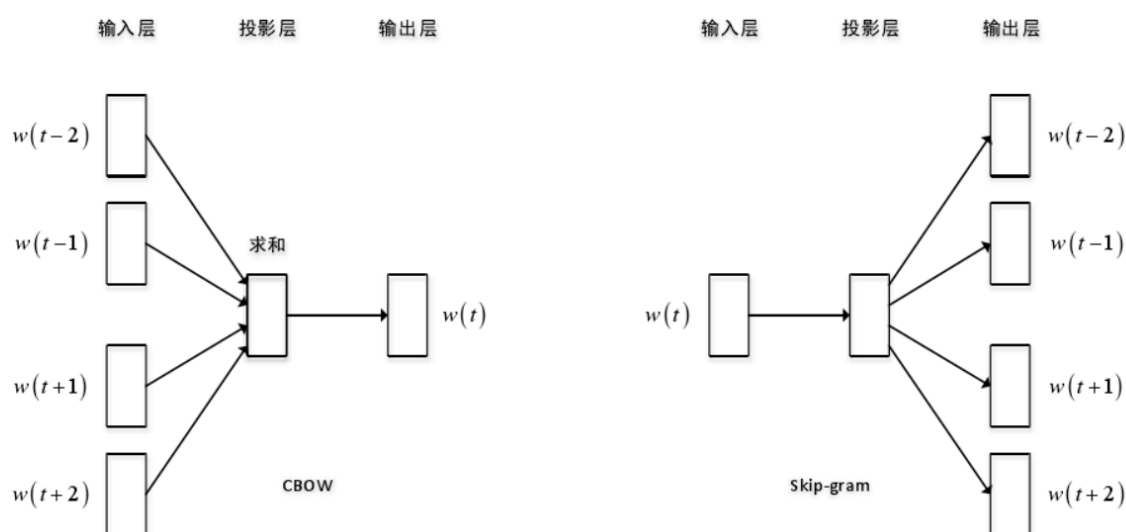 输入层 投影层 输出层 输入层 投影层 输出层
w(t−2) w(t−2)
w(t−1) 求和 w(t−1)
w(t) w(t)
w(t+1) w(t+1)
w(t+2) CBOW Skip-gram w(t+2)